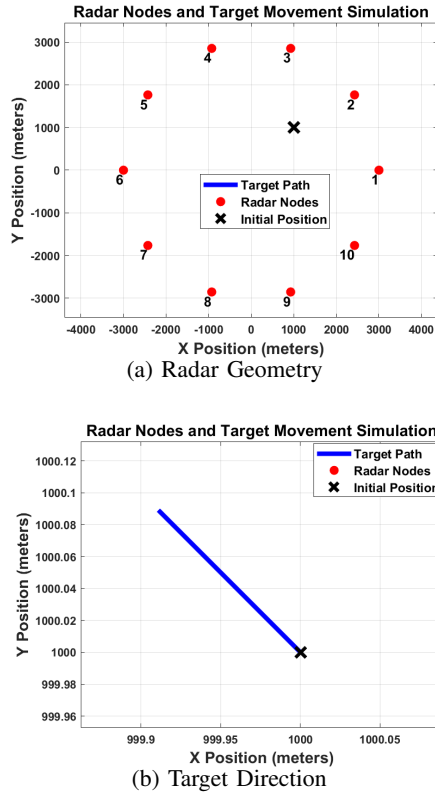 Radar Nodes and Target Movement Simulation
3000
2000
1000
0
-1000
-2000
-3000
Y Position (meters)
4
3
5
2
6
1
7
10
8
9
Target Path
Radar Nodes
Initial Position
-4000 -3000 -2000 -1000 0 1000 2000 3000 4000
X Position (meters)
(a) Radar Geometry
Radar Nodes and Target Movement Simulation
Target Path
Radar Nodes
Initial Position
1000.12
1000.1
1000.08
1000.06
1000.04
1000.02
1000
999.98
999.96
Y Position (meters)
999.9 999.95 1000 1000.05
X Position (meters)
(b) Target Direction